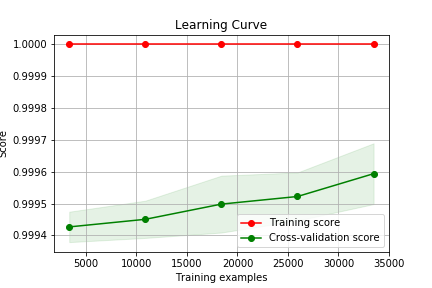 Learning Curve
1.0000
0.9999
0.9998
0.9997
0.9996
0.9995
0.9994
Score
5000 10000 15000 20000 25000 30000 35000
Training examples
Training score
Cross-validation score